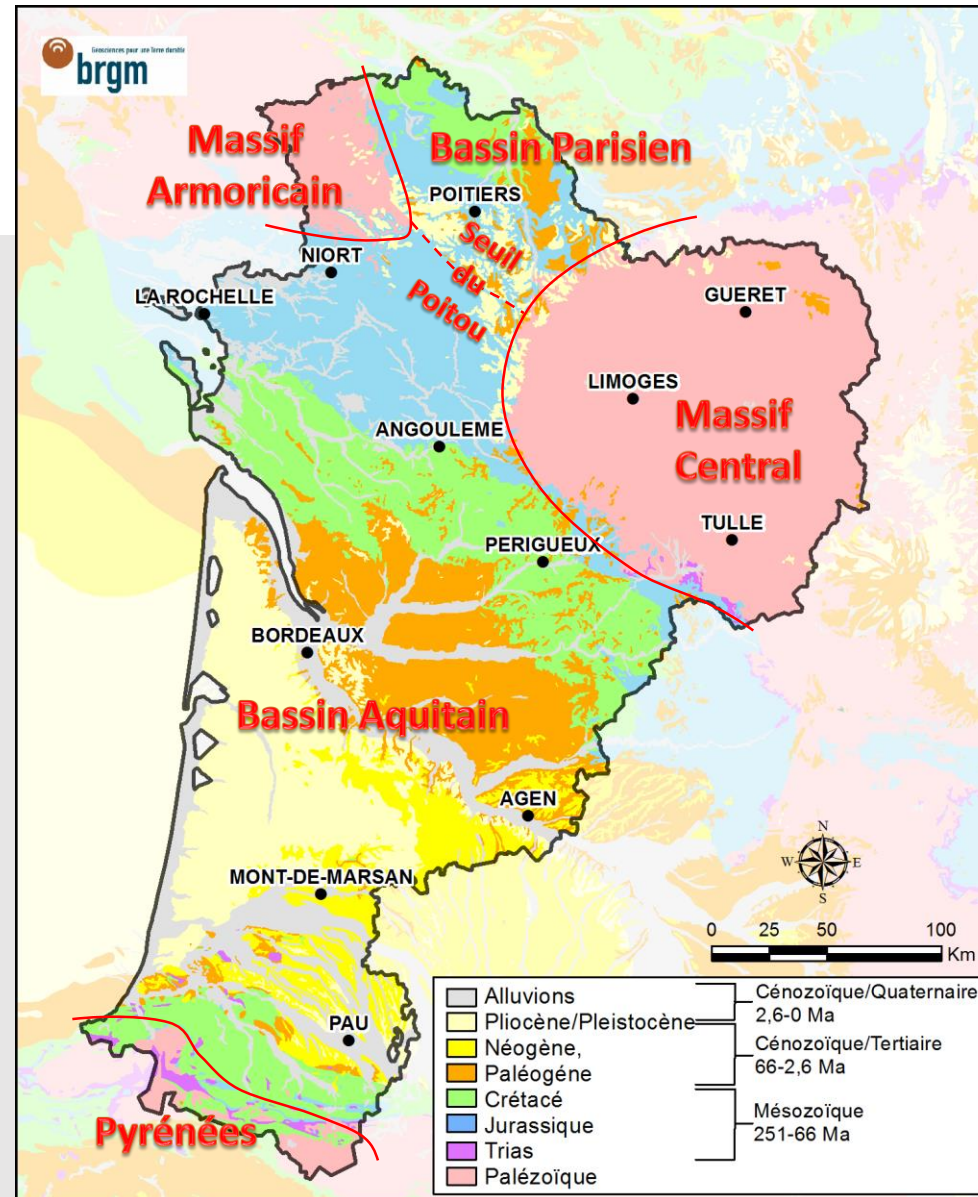 Géosciences pour une Terre durable
brgm
Massif
Armoricain
Bassin Parisien
POITIERS
Seuil
du
Poitou
NIORT
LA ROCHELLE
GUERET
LIMOGES
Massif
Central
ANGOULEME
TULLE
PERIGUEUX
BORDEAUX
Bassin Aquitain
AGEN
MONT-DE-MARSAN
PAU
Pyrénées
N
W E
S
0 25 50 100
Km
Alluvions
Pliocène/Pleistocène
Néogène,
Paléogéne
Crétacé
Jurassique
Trias
Palézoïque
Cénozoïque/Quaternaire
2,6-0 Ma
Cénozoïque/Tertiaire
66-2,6 Ma
Mésozoïque
251-66 Ma